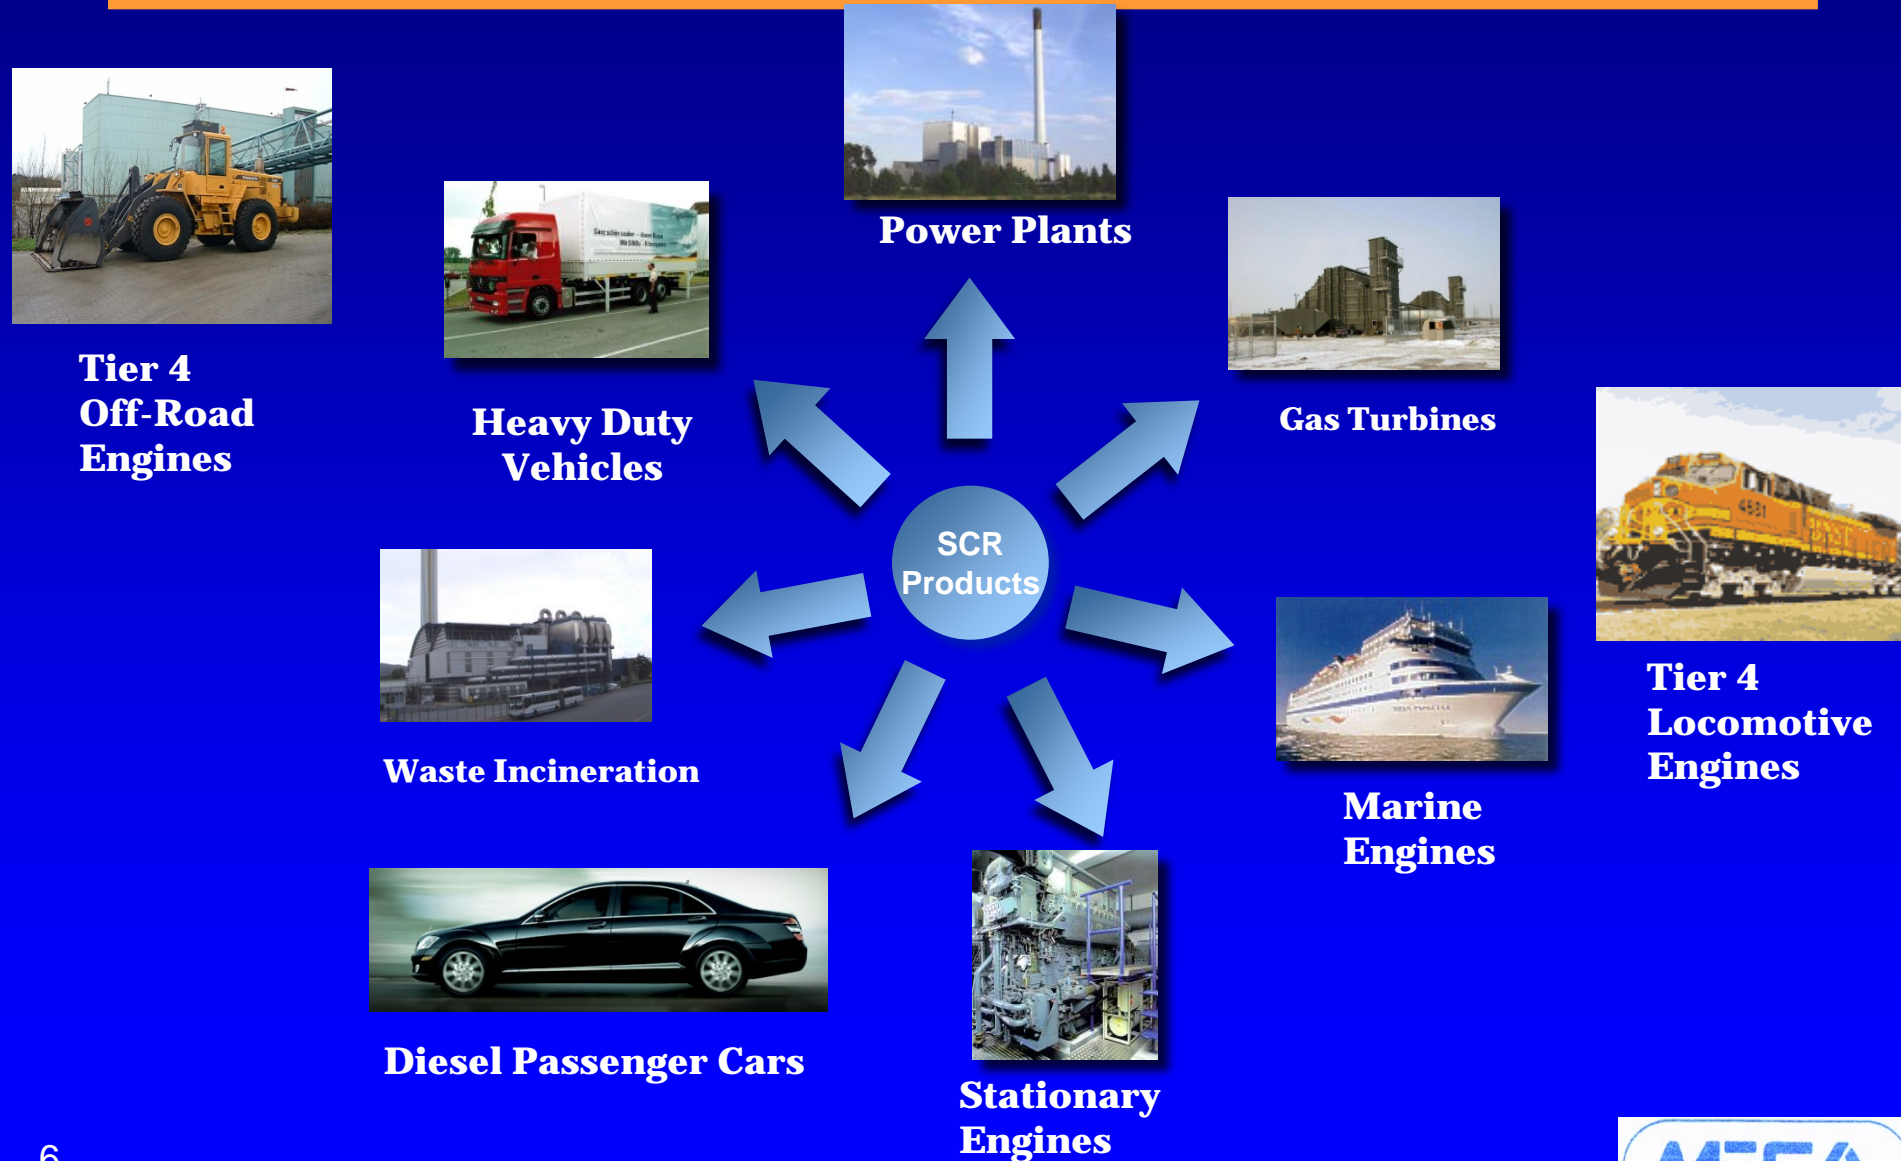 Power Plants
Tier 4
Off-Road
Engines
Heavy Duty
Vehicles
Gas Turbines
SCR
Products
4651
Tier 4
Locomotive
Engines
Waste Incineration
Marine
Engines
Diesel Passenger Cars
Stationary
Engines
6